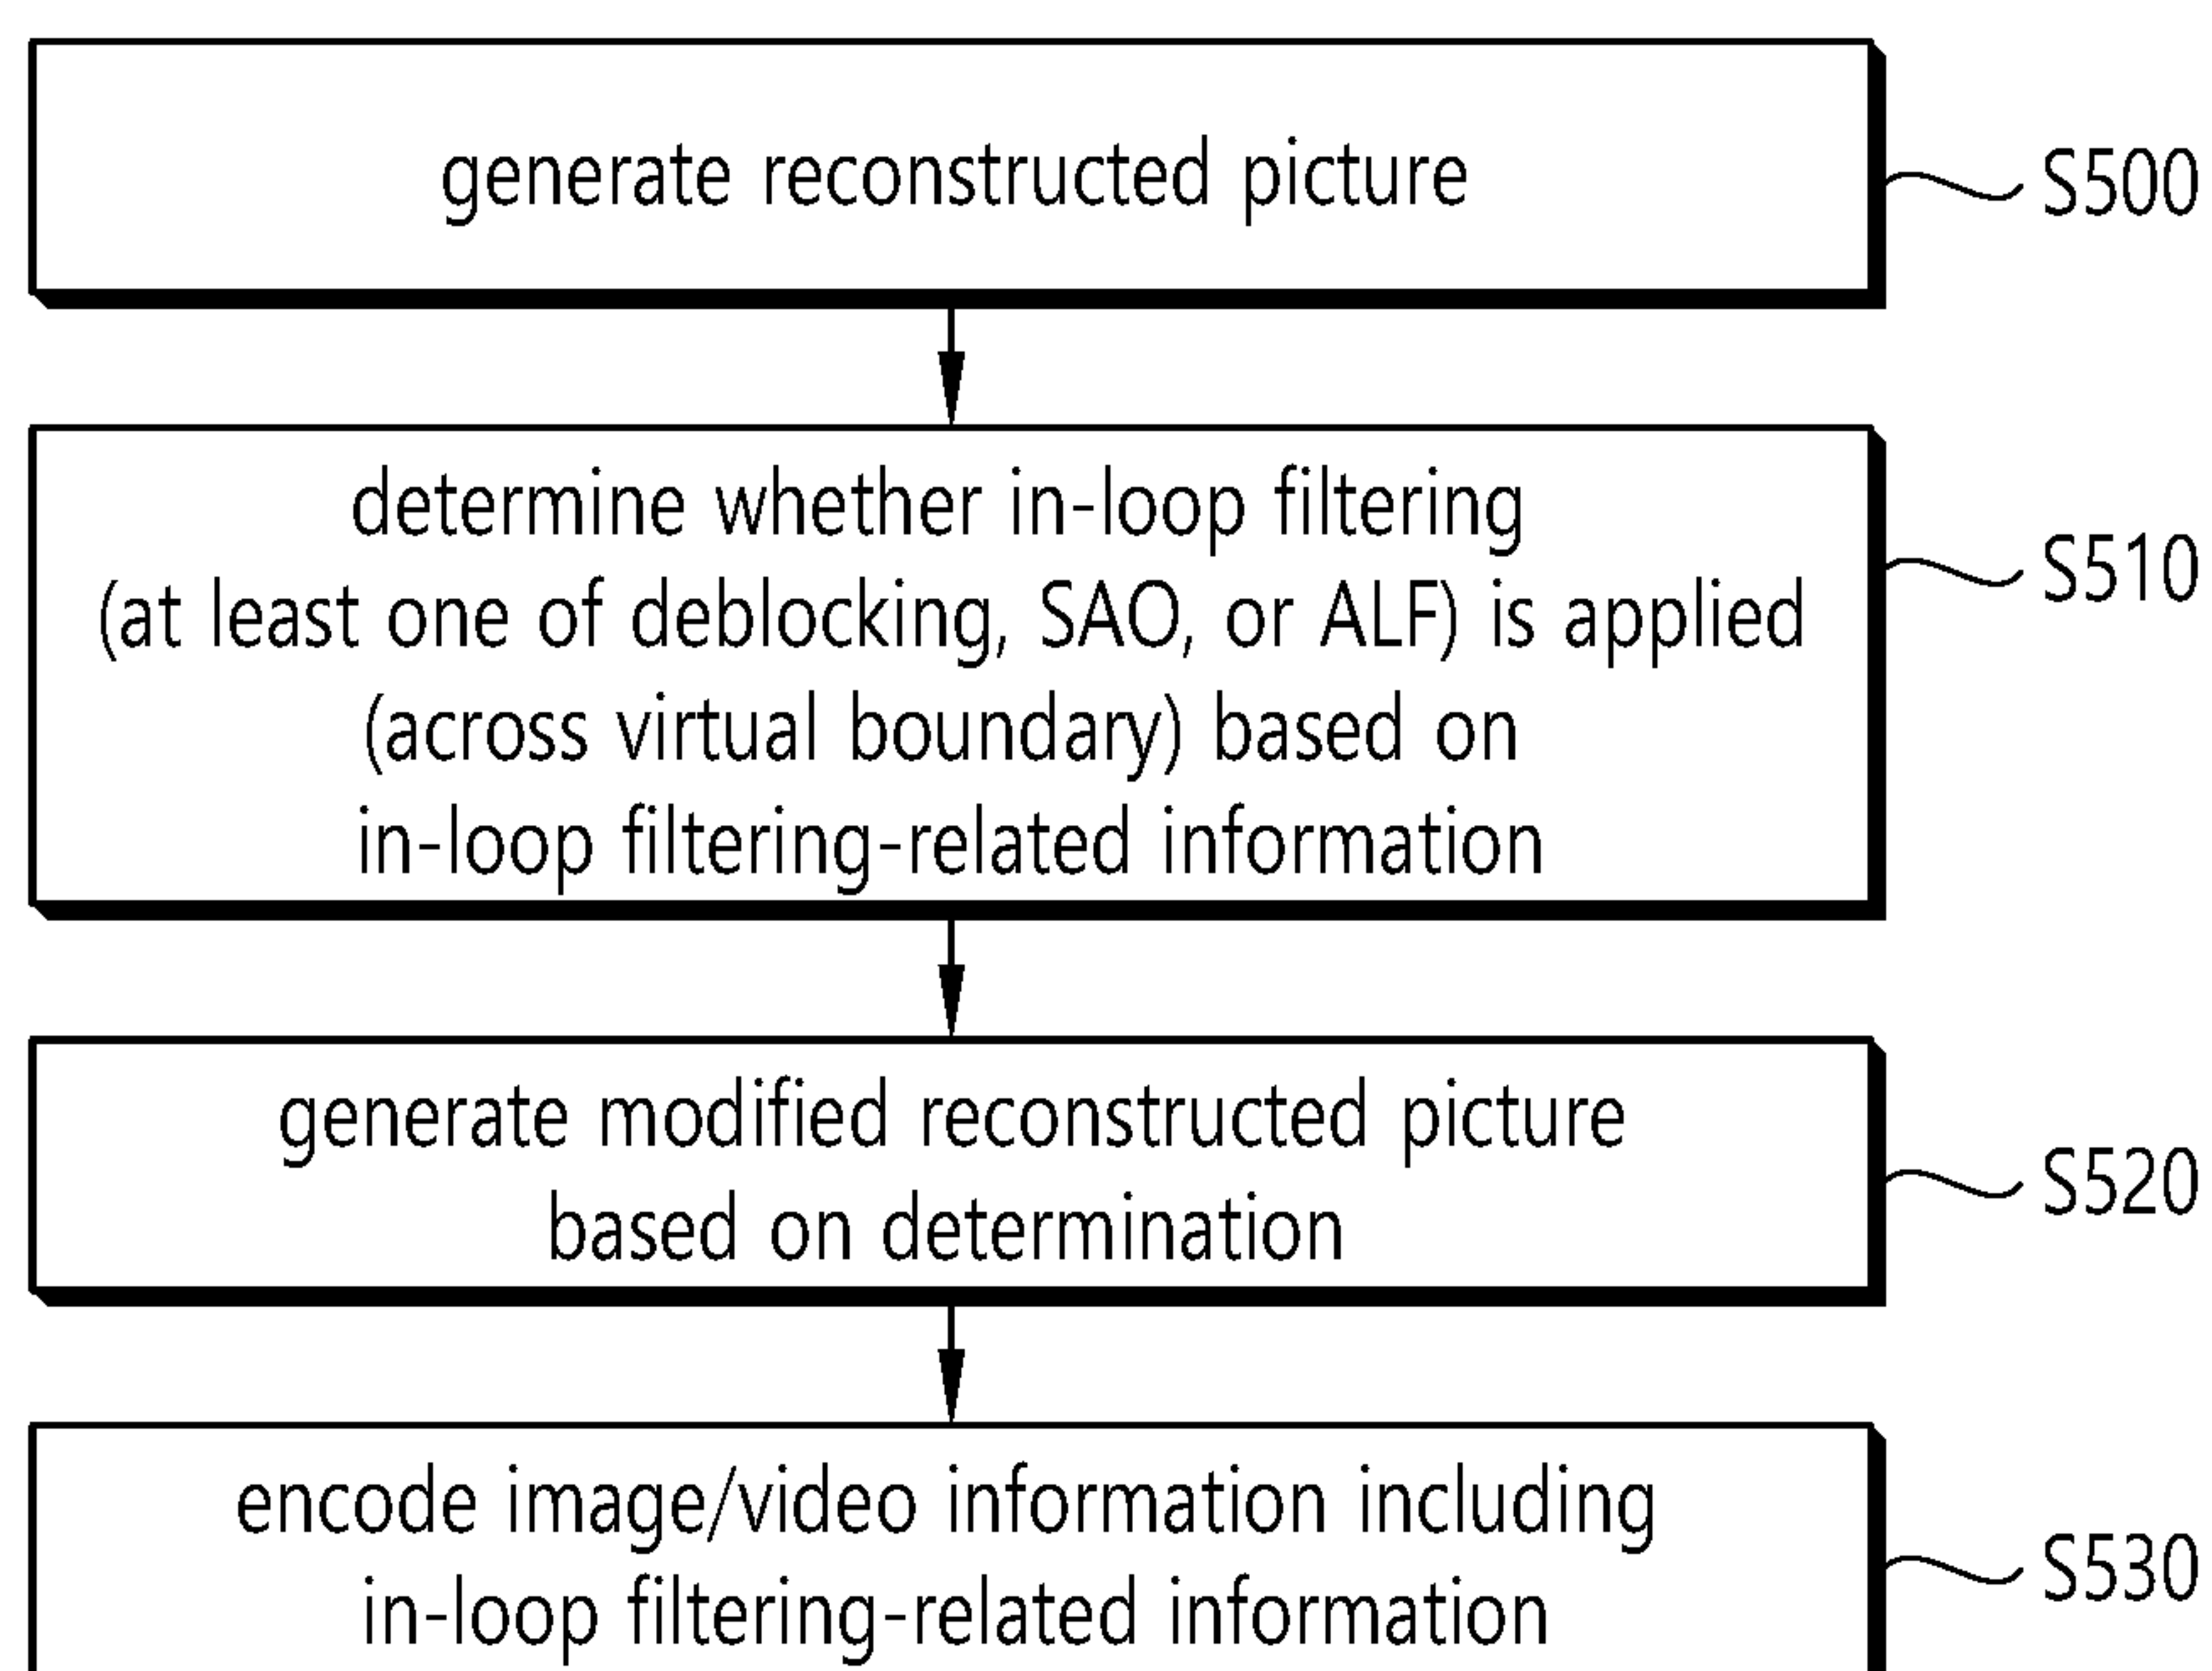 generate reconstructed picture
S500
determine whether in-loop filtering
(at least one of deblocking, SAO, or ALF) is applied
(across virtual boundary) based on
in-loop filtering-related information
S510
generate modified reconstructed picture
based on determination
S520
encode image/video information including
in-loop filtering-related information
S530